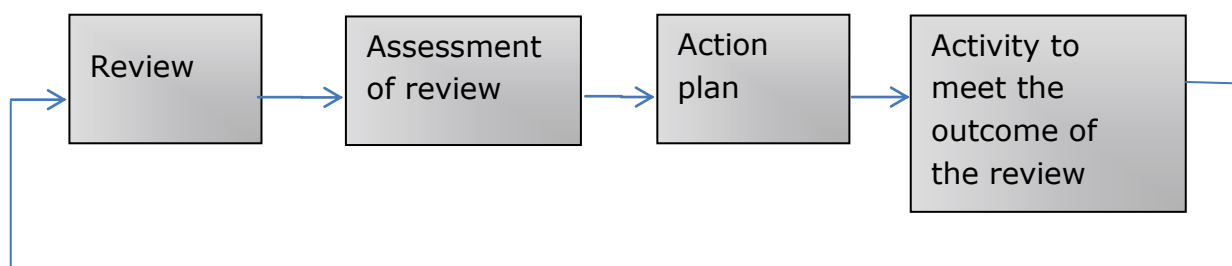 Review
Assessment
of review
Action
plan
Activity to
meet the
outcome of
the review